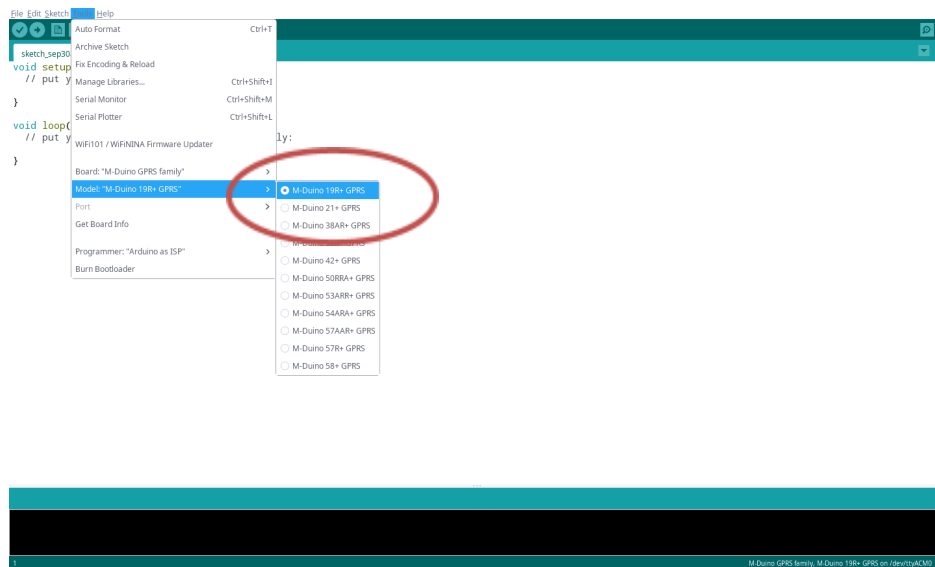 File Edit Sketch Tools Help
sketch_sep30
void setup
// put y
}
void loop(
// put y
ly:
}
Auto Format Ctrl+T
Archive Sketch
Fix Encoding & Reload
Manage Libraries... Ctrl+Shift+I
Serial Monitor Ctrl+Shift+M
Serial Plotter Ctrl+Shift+L
WiFi101 / WiFiNINA Firmware Updater
Board: "M-Duino GPRS family"
Model: "M-Duino 19R+ GPRS"
Port
Get Board Info
Programmer: "Arduino as ISP"
Burn Bootloader
M-Duino 19R+ GPRS
M-Duino 21+ GPRS
M-Duino 38AR+ GPRS
M-Duino GPRS
M-Duino 42+ GPRS
M-Duino 50RRA+ GPRS
M-Duino 53ARR+ GPRS
M-Duino 54ARA+ GPRS
M-Duino 57AAR+ GPRS
M-Duino 57R+ GPRS
M-Duino 58+ GPRS
1
M-Duino GPRS family, M-Duino 19R+ GPRS on /dev/ttyACM0